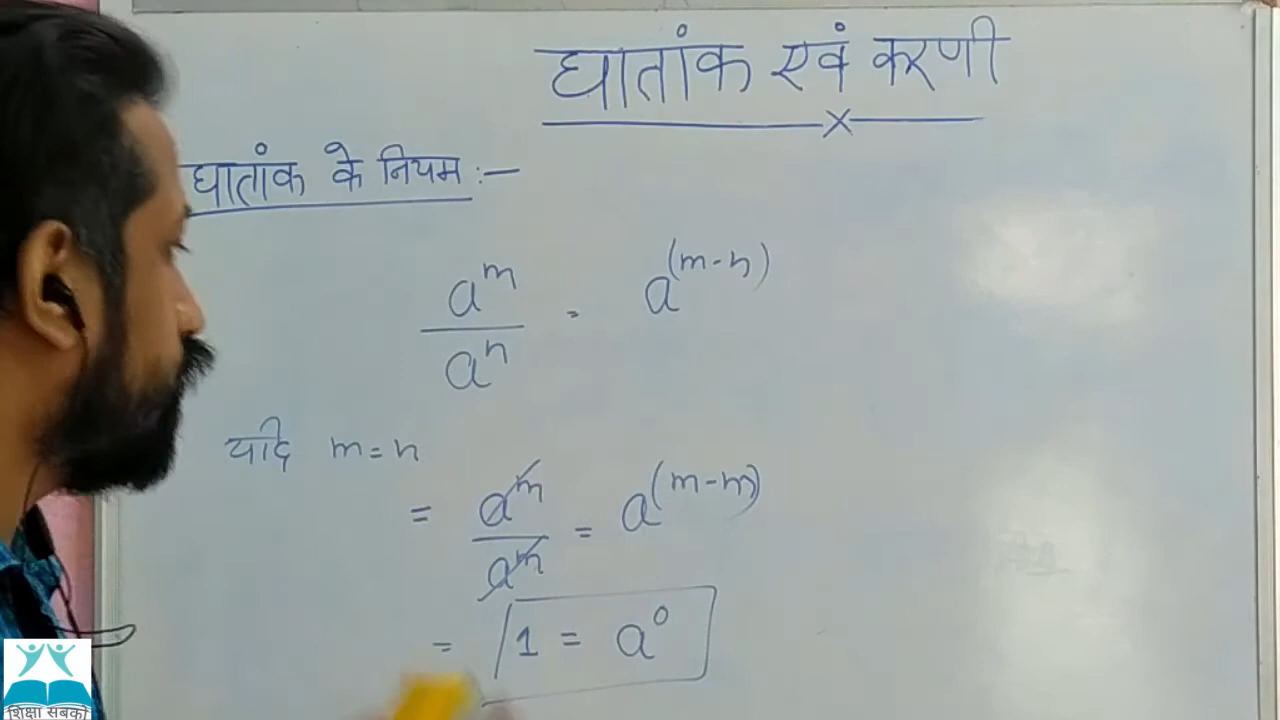 घातांक एवं करणी
घातांक के नियम :-
a^m / a^n = a^(m-n)
यदि m=n
= a^m / a^m = a^(m-m)
= 1 = a^0
शिक्षा सबको